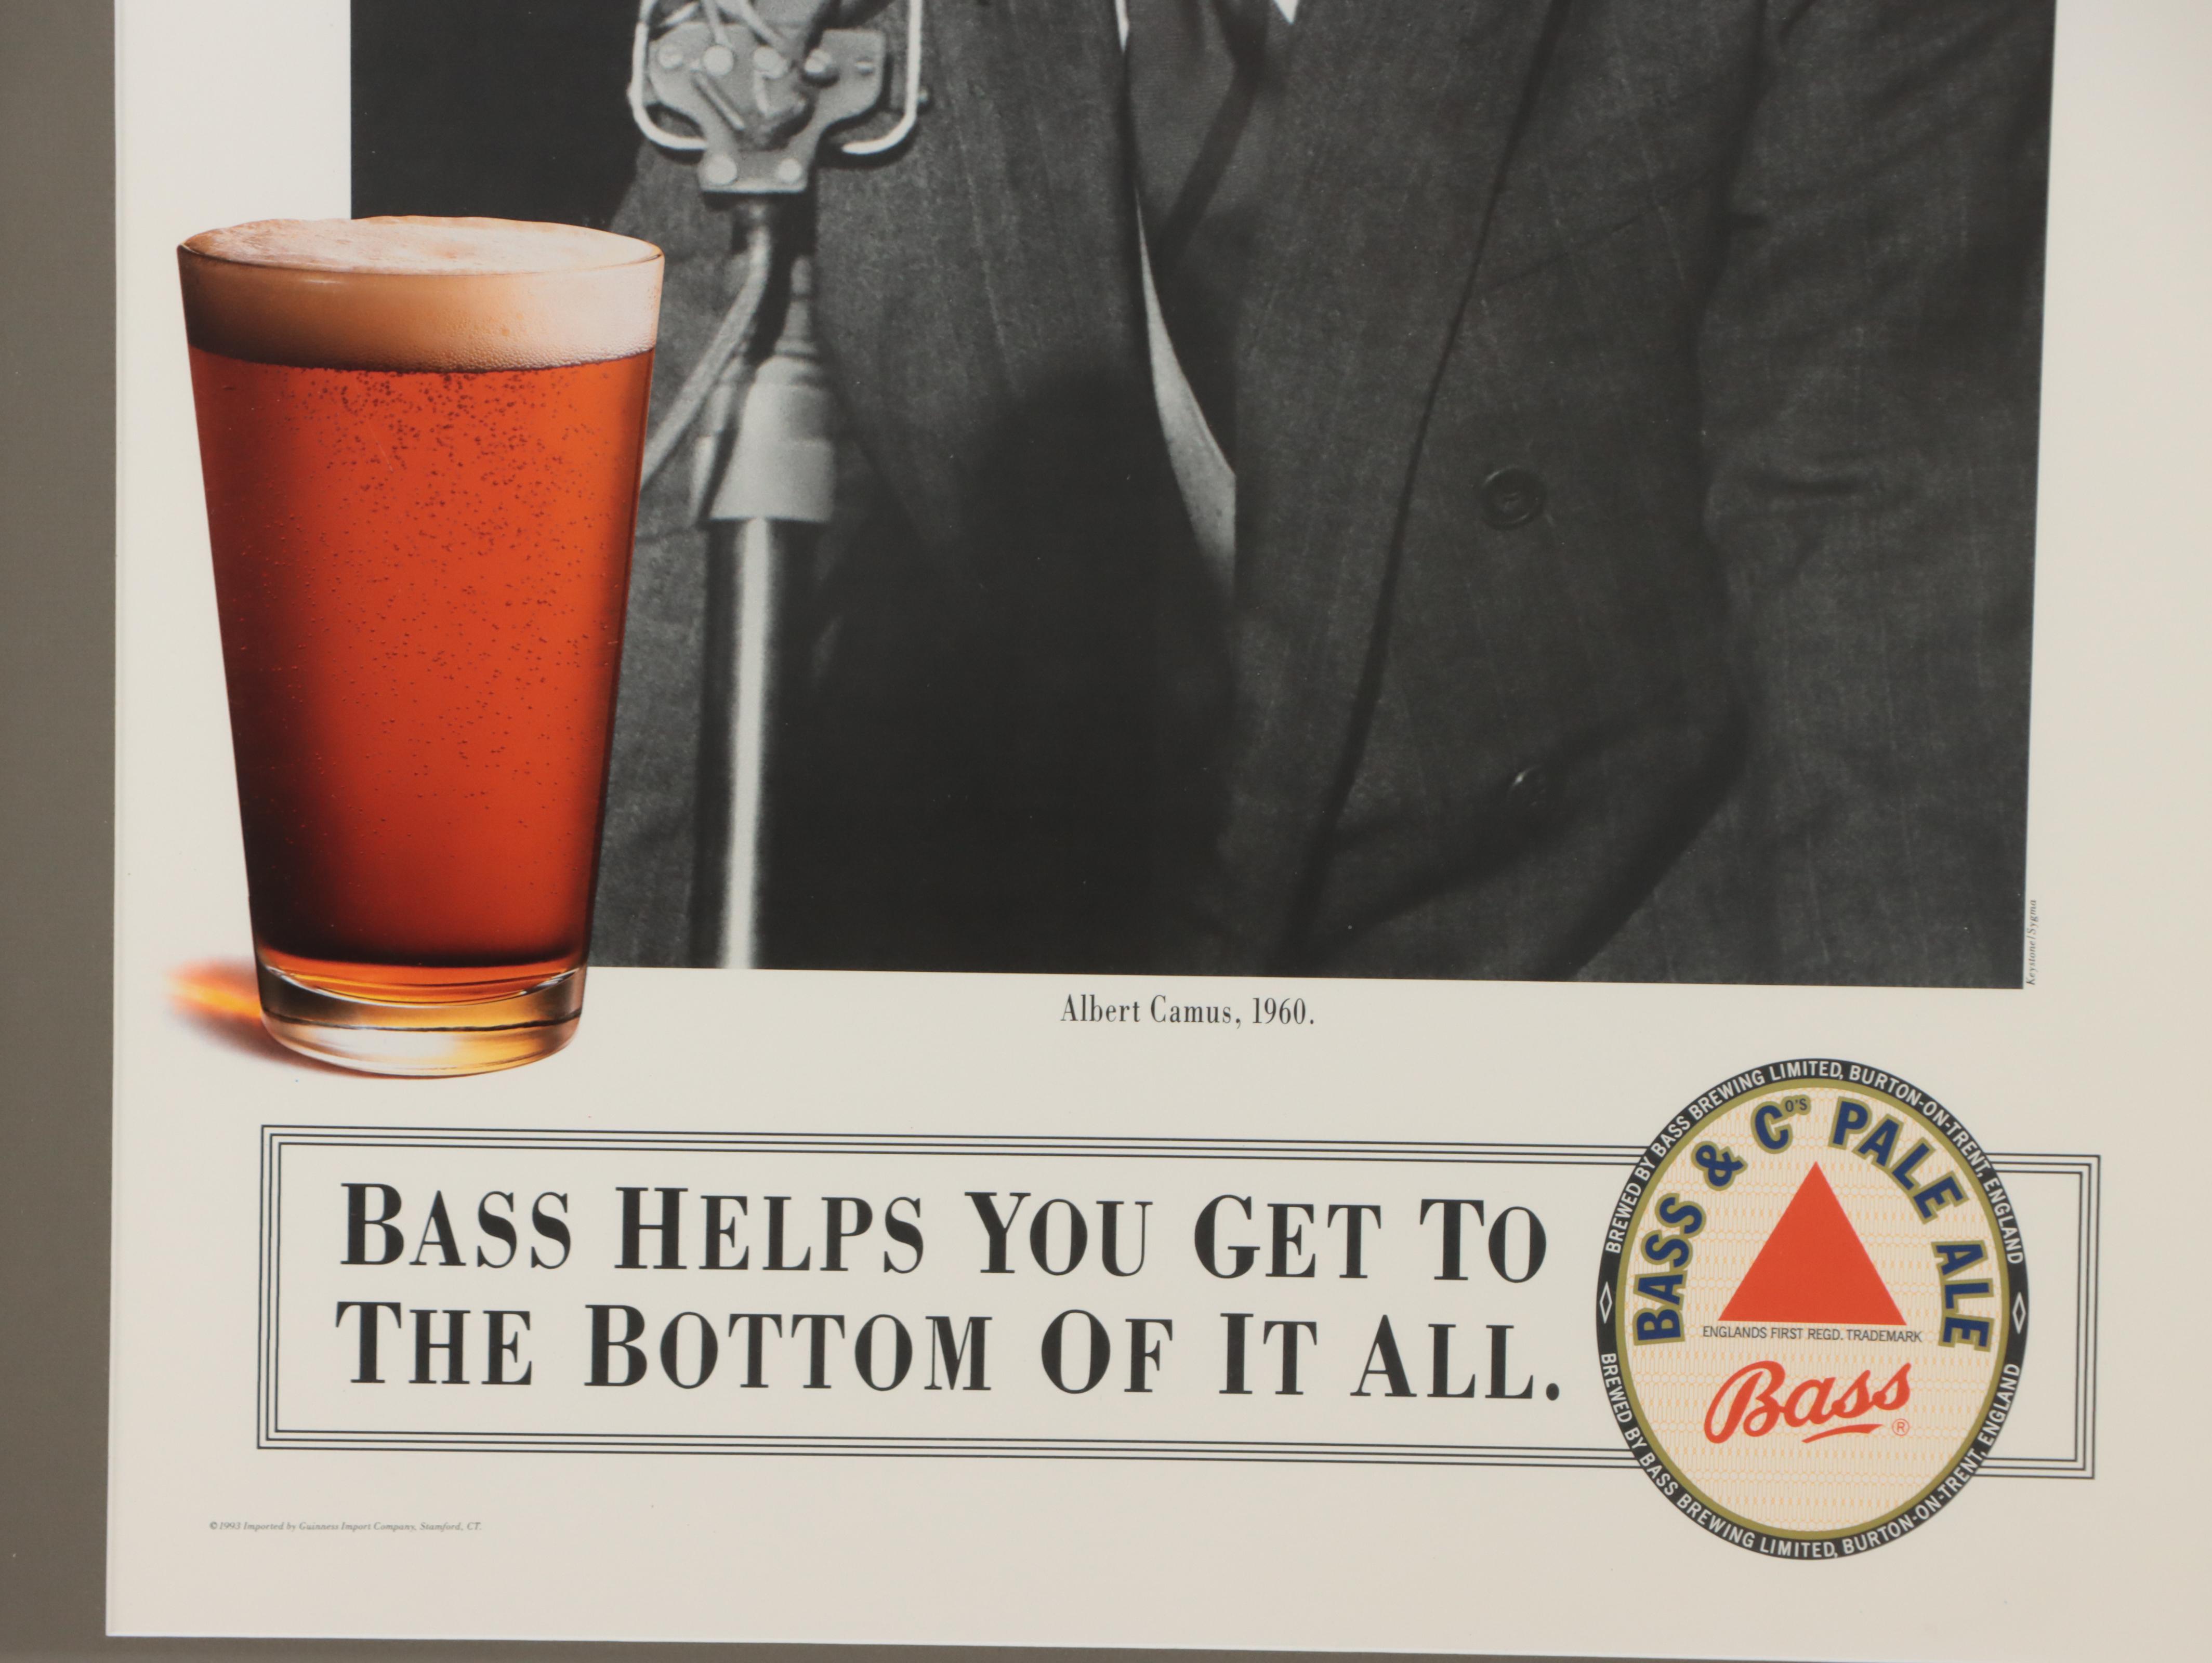 Keystone/Sygma
Albert Camus, 1960.
BASS HELPS YOU GET TO
THE BOTTOM OF IT ALL.
BREWED BY BASS BREWING LIMITED, BURTON-ON-TRENT, ENGLAND
BASS & CO'S PALE ALE
ENGLANDS FIRST REGD. TRADEMARK
Bass ®
BREWED BY BASS BREWING LIMITED, BURTON-ON-TRENT, ENGLAND
©1993 Imported by Guinness Import Company, Stamford, CT.